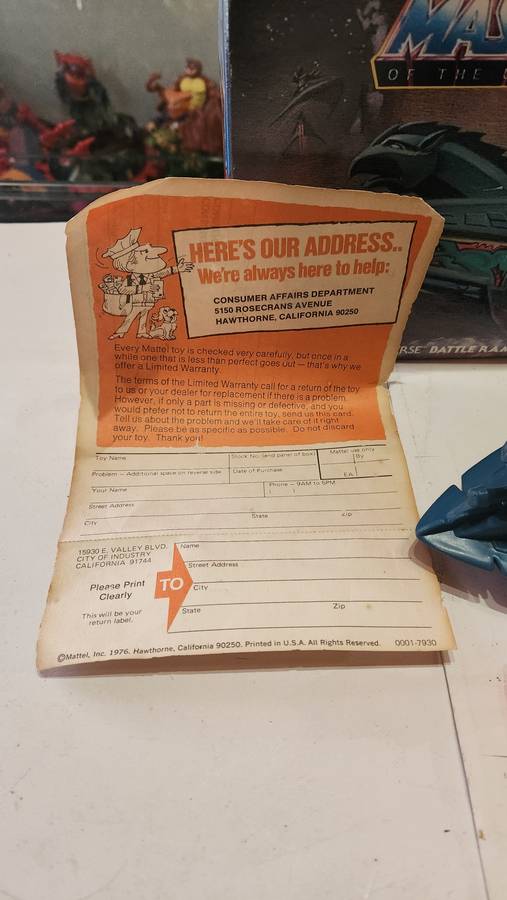 MAS
OF THE U
HERE'S OUR ADDRESS..
We're always here to help:
CONSUMER AFFAIRS DEPARTMENT
5150 ROSECRANS AVENUE
HAWTHORNE, CALIFORNIA 90250
Every Mattel toy is checked very carefully, but once in a
while one that is less than perfect goes out — that's why we
offer a Limited Warranty.
The terms of the Limited Warranty call for a return of the toy
to us or your dealer for replacement if there is a problem.
However, if only a part is missing or defective, and you
would prefer not to return the entire toy, send us this card.
Tell us about the problem and we'll take care of it right
away. Please be as specific as possible. Do not discard
your toy. Thank you!
RSE BATTLE RA
Toy Name
Stock No. (end panel of box)
Mattel use only
By
Problem – Additional space on reverse side
Date of Purchase
EA.
Your Name
Phone – 9AM to 5PM
Street Address
City
State
Zip
15930 E. VALLEY BLVD.
CITY OF INDUSTRY
CALIFORNIA 91744
Please Print
Clearly
This will be your
return label.
TO
Name
Street Address
City
State
Zip
©Mattel, Inc. 1976. Hawthorne, California 90250. Printed in U.S.A. All Rights Reserved.
0001-7930